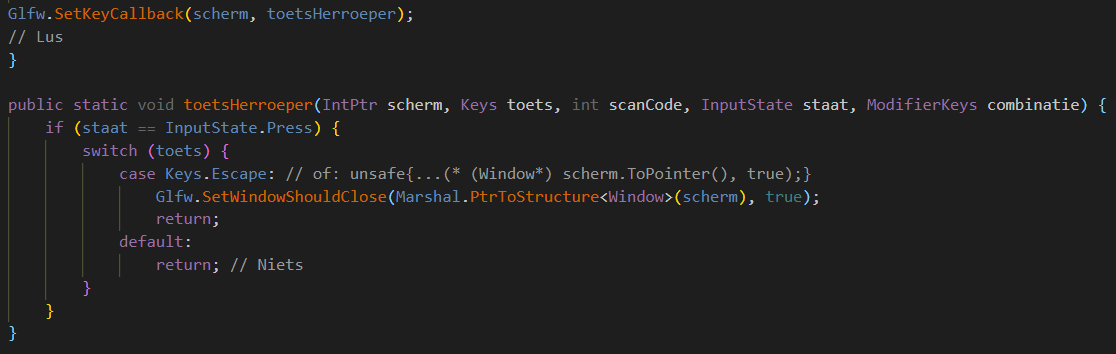 Glfw.SetKeyCallback(scherm, toetsHerroeper);
// Lus
}
public static void toetsHerroeper(IntPtr scherm, Keys toets, int scanCode, InputState staat, ModifierKeys combinatie) {
if (staat == InputState.Press) {
switch (toets) {
case Keys.Escape: // of: unsafe{...(* (Window*) scherm.ToPointer(), true);}
Glfw.SetWindowShouldClose(Marshal.PtrToStructure<Window>(scherm), true);
return;
default:
return; // Niets
}
}
}